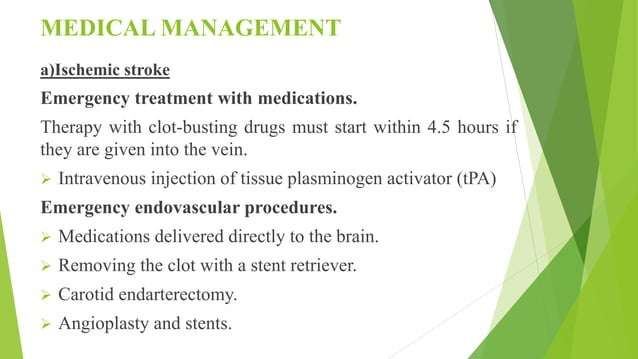 MEDICAL MANAGEMENT
a)Ischemic stroke
Emergency treatment with medications.
Therapy with clot-busting drugs must start within 4.5 hours if
they are given into the vein.
Intravenous injection of tissue plasminogen activator (tPA)
Emergency endovascular procedures.
Medications delivered directly to the brain.
Removing the clot with a stent retriever.
Carotid endarterectomy.
Angioplasty and stents.